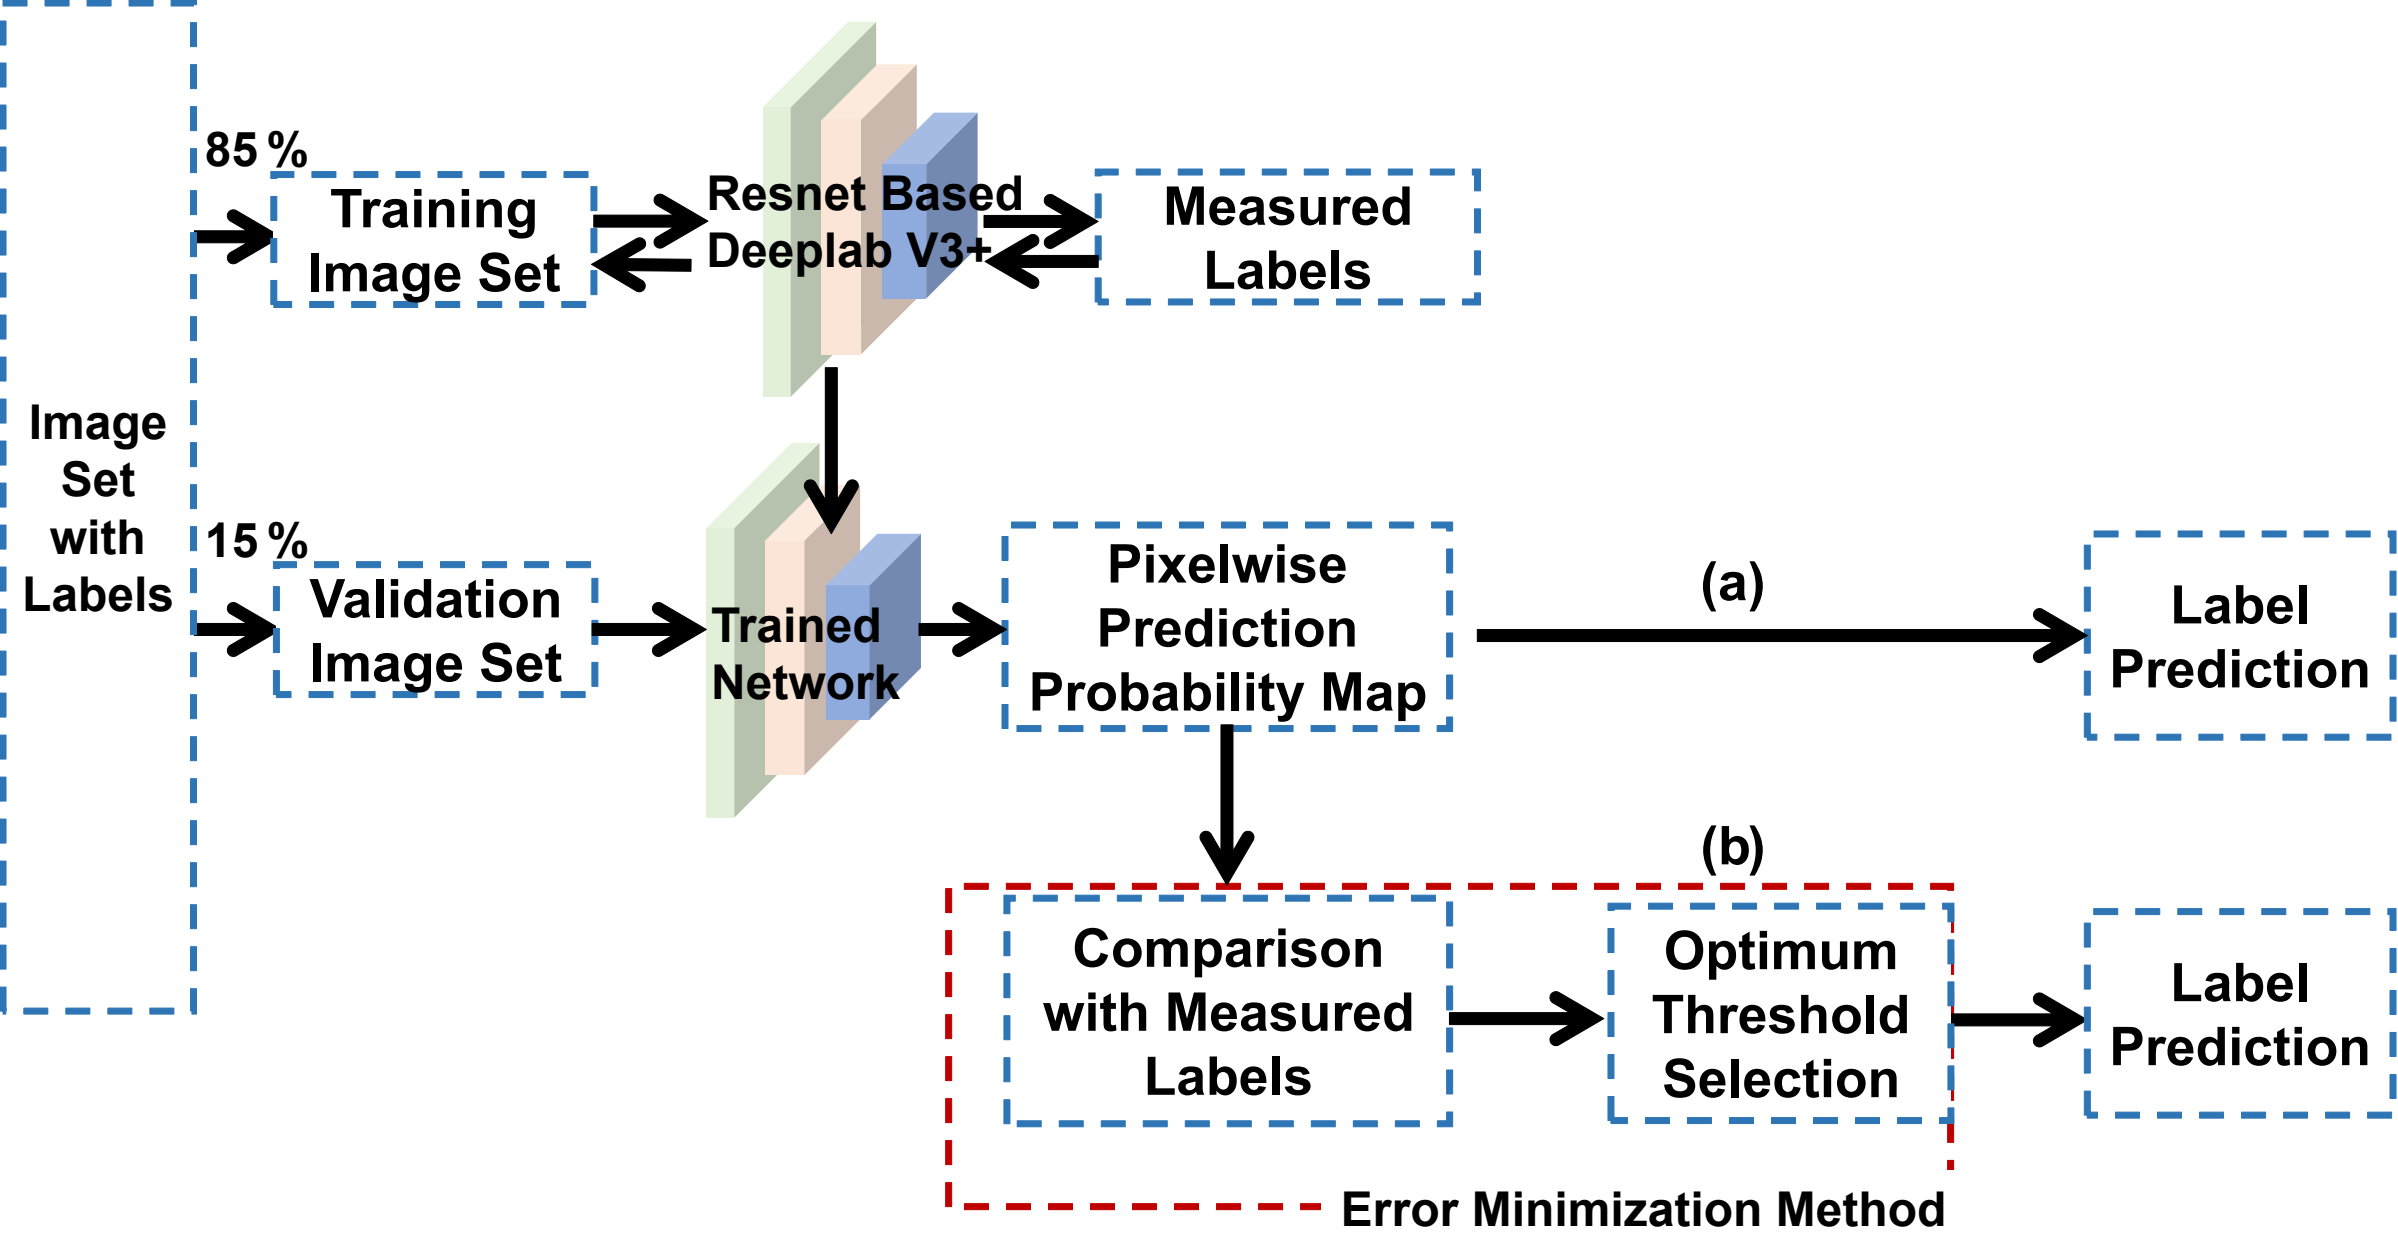 Image
Set
with
Labels
85 %
Training
Image Set
Resnet Based
Deeplab V3+
Measured
Labels
15 %
Validation
Image Set
Trained
Network
Pixelwise
Prediction
Probability Map
(a)
Label
Prediction
(b)
Comparison
with Measured
Labels
Optimum
Threshold
Selection
Label
Prediction
Error Minimization Method